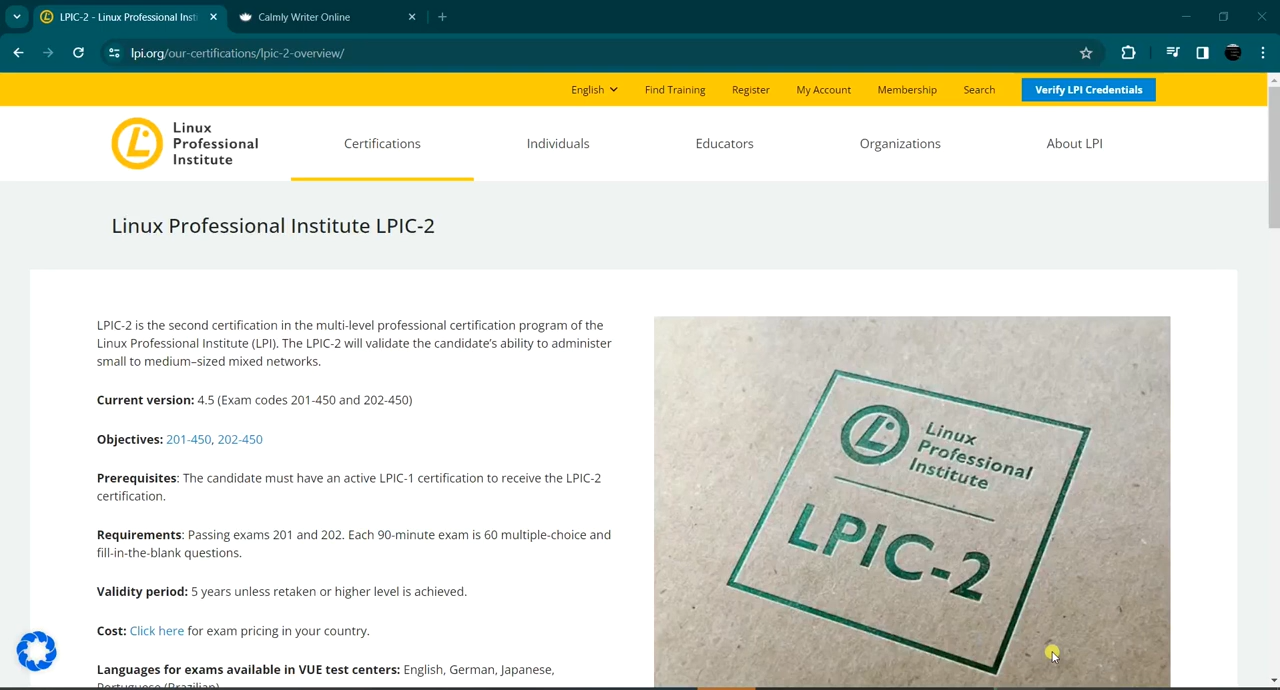 LPIC-2 - Linux Professional Insti
Calmly Writer Online
lpi.org/our-certifications/lpic-2-overview/
English
Find Training
Register
My Account
Membership
Search
Verify LPI Credentials
Linux
Professional
Institute
Certifications
Individuals
Educators
Organizations
About LPI
Linux Professional Institute LPIC-2
LPIC-2 is the second certification in the multi-level professional certification program of the
Linux Professional Institute (LPI). The LPIC-2 will validate the candidate's ability to administer
small to medium–sized mixed networks.
Current version: 4.5 (Exam codes 201-450 and 202-450)
Objectives: 201-450, 202-450
Prerequisites: The candidate must have an active LPIC-1 certification to receive the LPIC-2
certification.
Requirements: Passing exams 201 and 202. Each 90-minute exam is 60 multiple-choice and
fill-in-the-blank questions.
Validity period: 5 years unless retaken or higher level is achieved.
Cost: Click here for exam pricing in your country.
Languages for exams available in VUE test centers: English, German, Japanese,
Portuguese (Brazilian)
Linux
Professional
Institute
LPIC-2